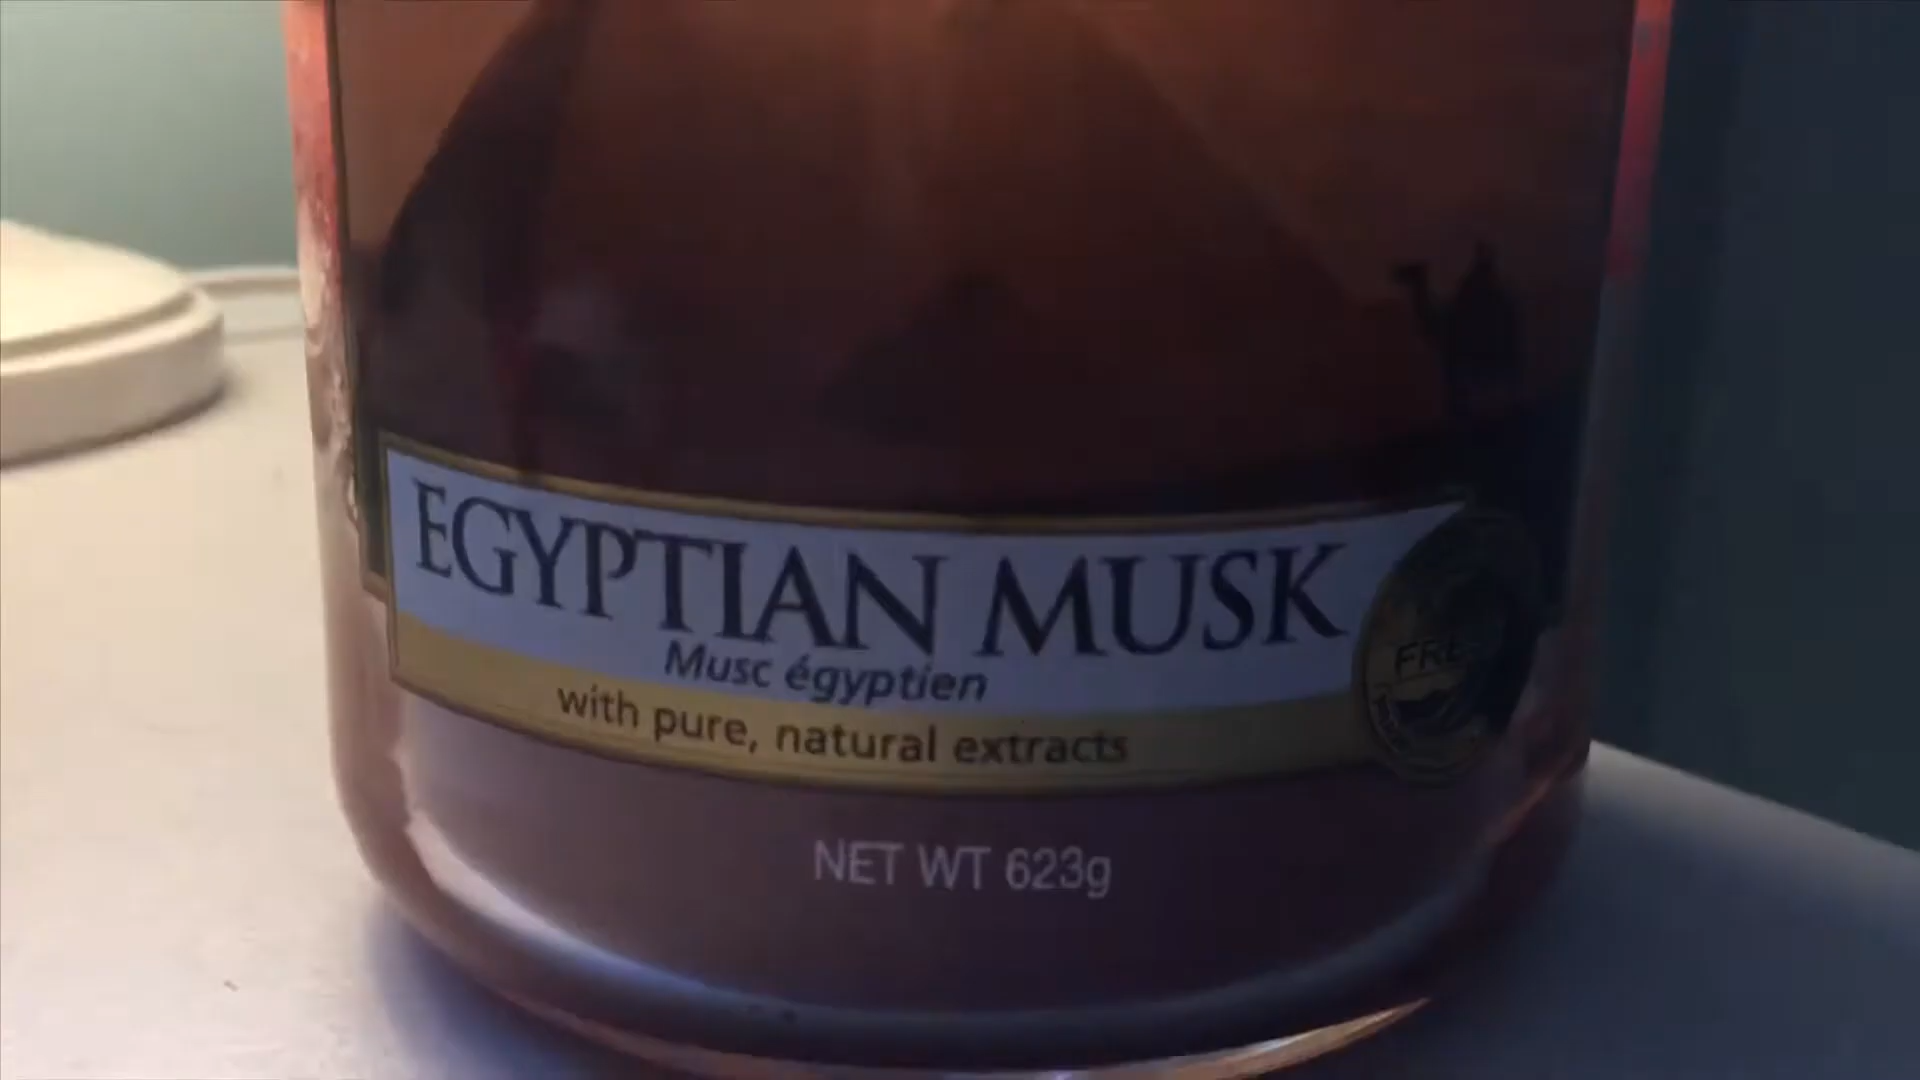 EGYPTIAN MUSK
Musc égyptien
with pure, natural extracts
NET WT 623g